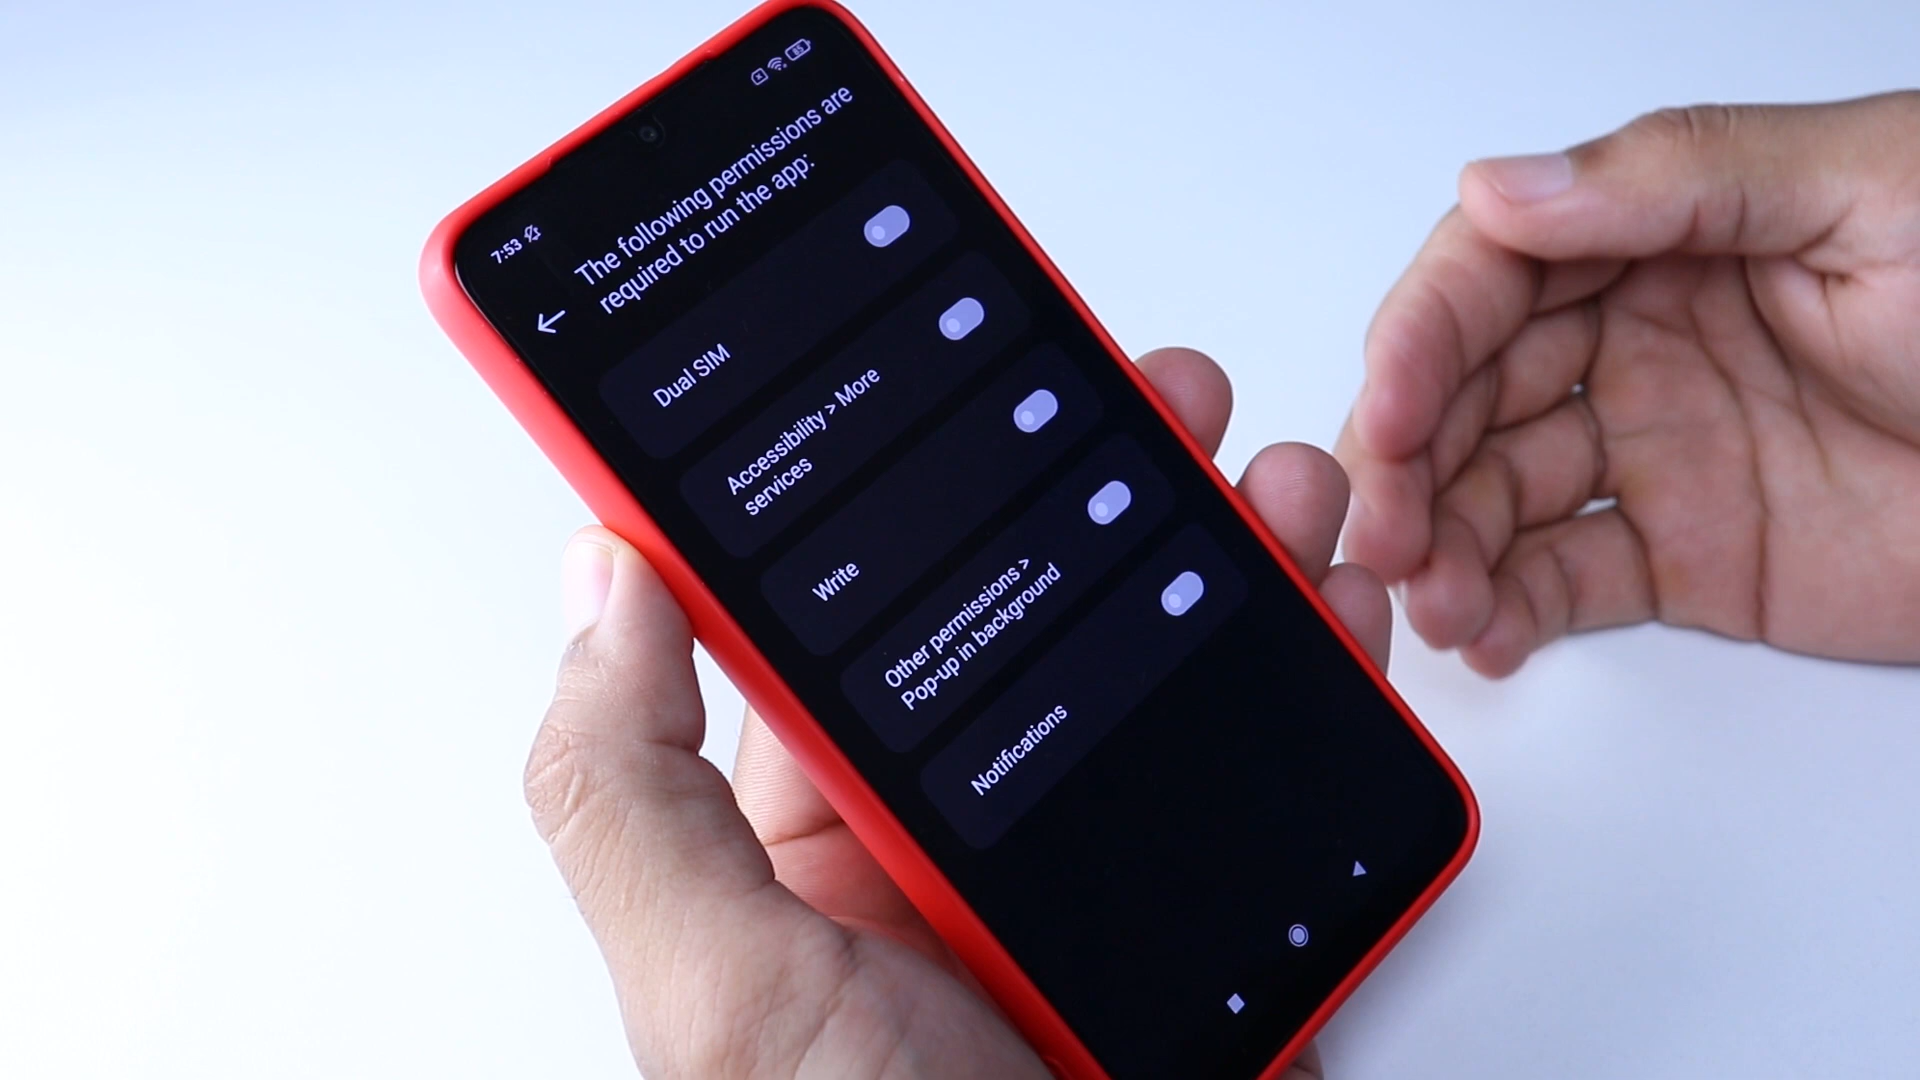 7:53
85
The following permissions are
required to run the app:
Dual SIM
Accessibility > More
services
Write
Other permissions >
Pop-up in background
Notifications